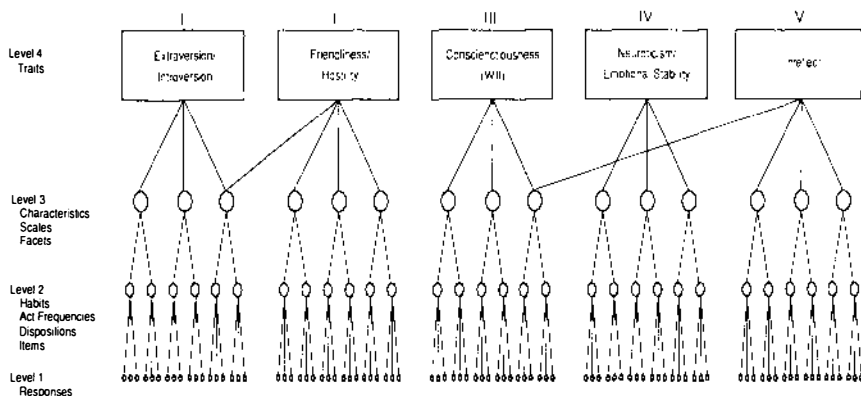 I I III IV V
Level 4
Traits
Extraversion/
Introversion
Friendliness/
Hostility
Conscientiousness
(Will)
Neuroticism/
Emotional Stability
Intellect
Level 3
Characteristics
Scales
Facets
Level 2
Habits
Act Frequencies
Dispositions
Items
Level 1
Responses